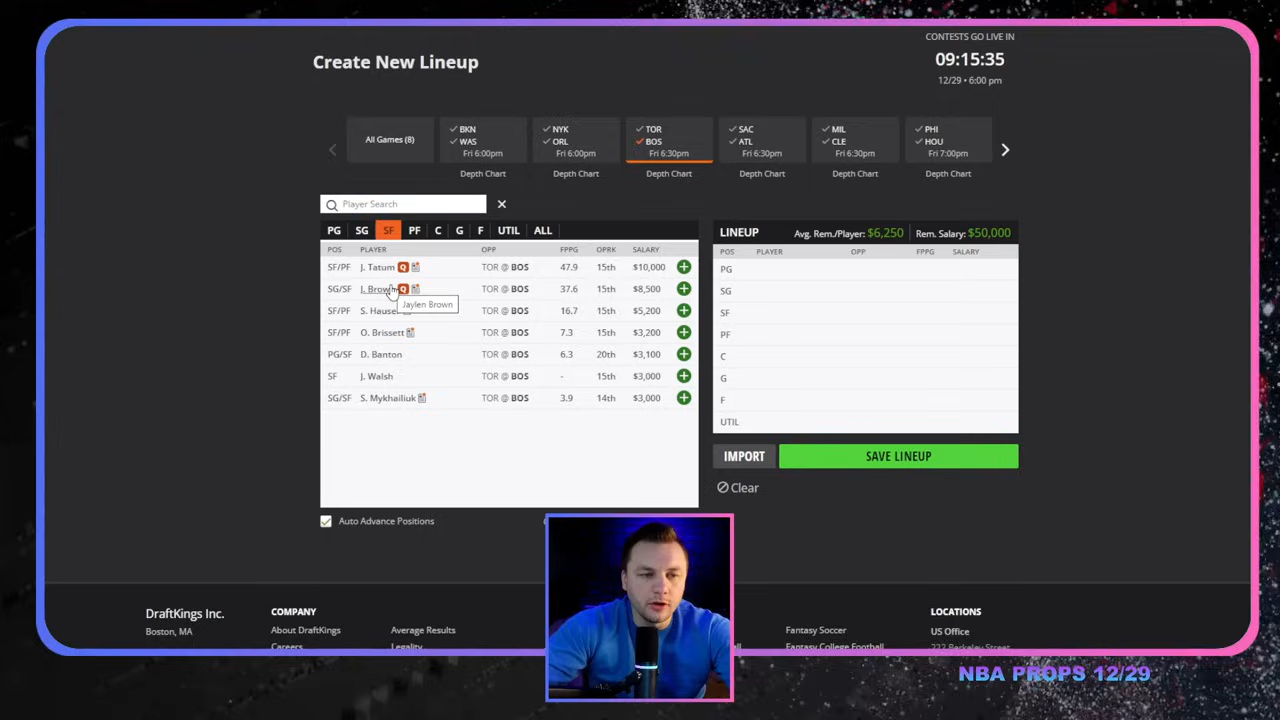 CONTESTS GO LIVE IN
Create New Lineup
09:15:35
12/29 • 6:00 pm
All Games (8)
BKN
WAS
Fri 6:00pm
NYK
ORL
Fri 6:00pm
TOR
BOS
Fri 6:30pm
SAC
ATL
Fri 6:30pm
MIL
CLE
Fri 6:30pm
PHI
HOU
Fri 7:00pm
Depth Chart
Depth Chart
Depth Chart
Depth Chart
Depth Chart
Depth Chart
Player Search
PG SG SF PF C G F UTIL ALL
POS PLAYER OPP FPPG OPRK SALARY
SF/PF J. Tatum Q TOR @ BOS 47.9 15th $10,000
SG/SF J. Brown Q TOR @ BOS 37.6 15th $8,500
Jaylen Brown
SF/PF S. Hauser TOR @ BOS 16.7 15th $5,200
SF/PF O. Brissett TOR @ BOS 7.3 15th $3,200
PG/SF D. Banton TOR @ BOS 6.3 20th $3,100
SF J. Walsh TOR @ BOS - 15th $3,000
SG/SF S. Mykhailiuk TOR @ BOS 3.9 14th $3,000
Auto Advance Positions
LINEUP Avg. Rem./Player: $6,250 Rem. Salary: $50,000
POS PLAYER OPP FPPG SALARY
PG
SG
SF
PF
C
G
F
UTIL
IMPORT SAVE LINEUP
Clear
DraftKings Inc.
Boston, MA
COMPANY
About DraftKings
Careers
Average Results
Legality
Fantasy Soccer
Fantasy College Football
LOCATIONS
US Office
222 Berkeley Street
NBA PROPS 12/29